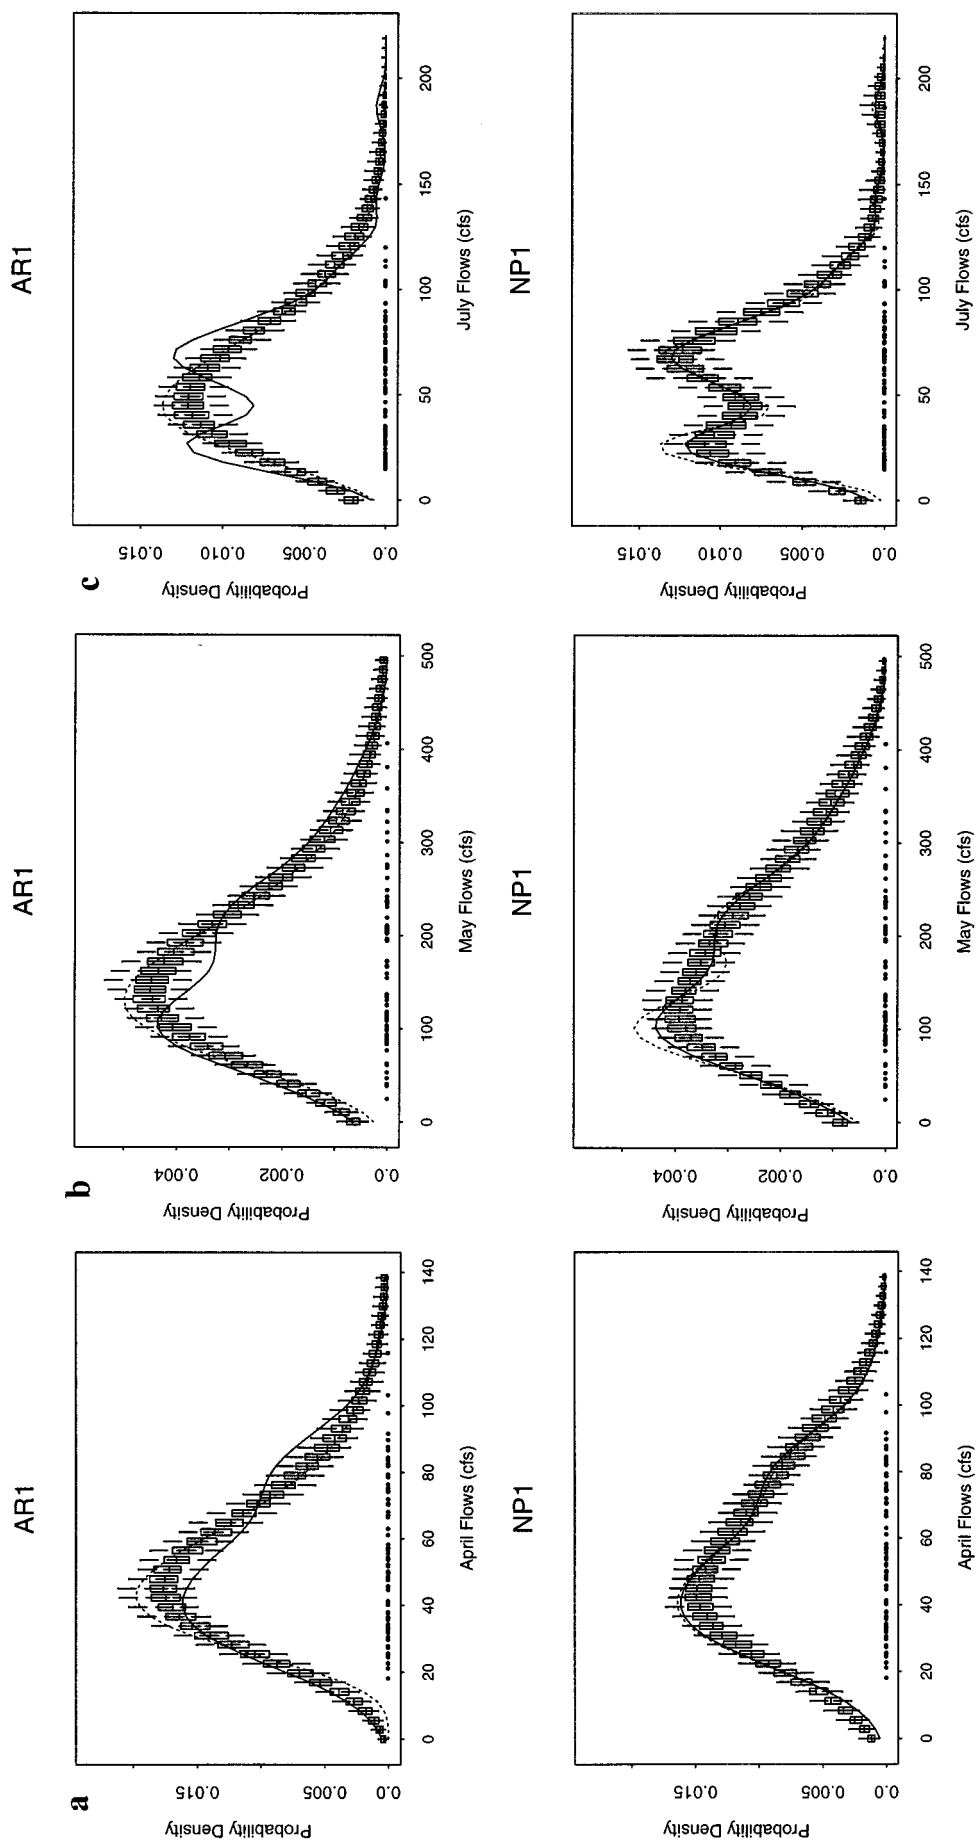 a
AR1
Probability Density
0.0 0.005 0.015
0 20 40 60 80 100 120 140
April Flows (cfs)
NP1
Probability Density
0.0 0.005 0.015
0 20 40 60 80 100 120 140
April Flows (cfs)
b
AR1
Probability Density
0.0 0.002 0.004
0 100 200 300 400 500
May Flows (cfs)
NP1
Probability Density
0.0 0.002 0.004
0 100 200 300 400 500
May Flows (cfs)
c
AR1
Probability Density
0.0 0.005 0.010 0.015
0 50 100 150 200
July Flows (cfs)
NP1
Probability Density
0.0 0.005 0.010 0.015
0 50 100 150 200
July Flows (cfs)